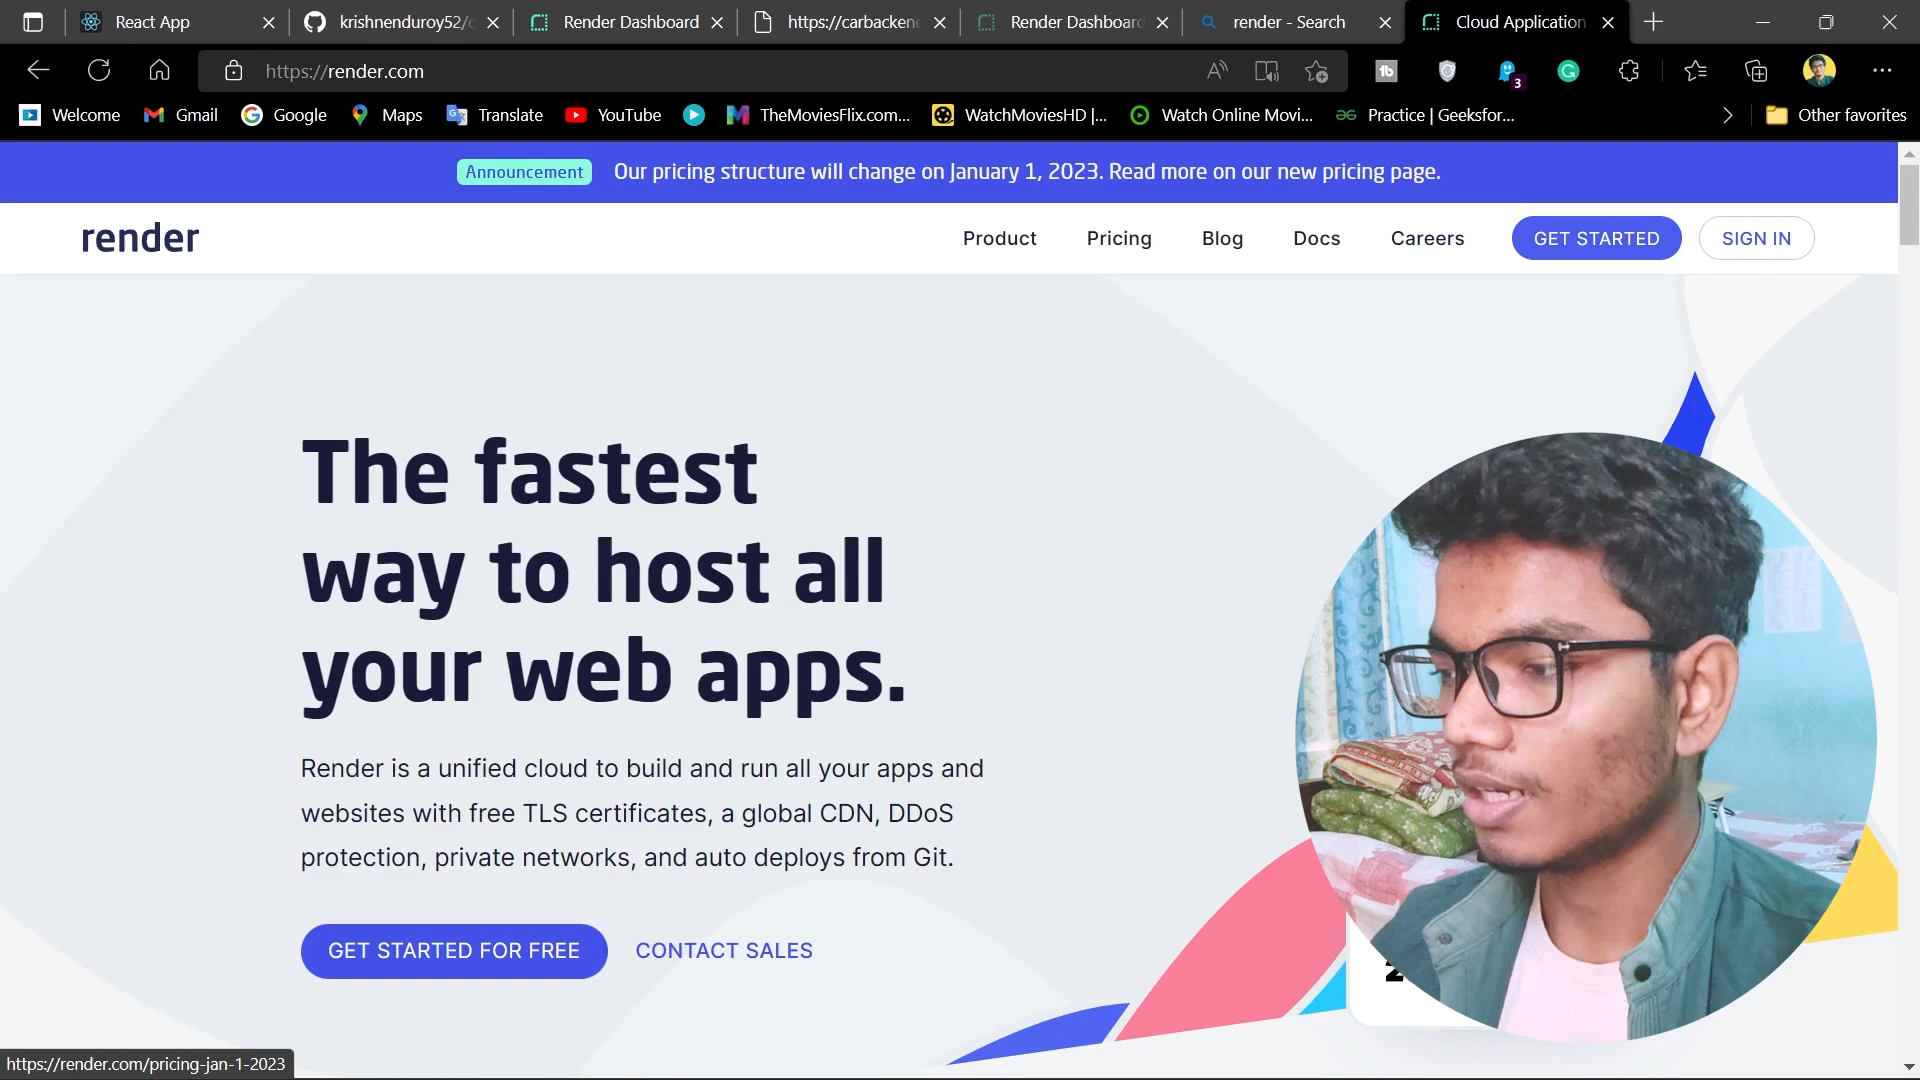 React App
krishnenduroy52/c
Render Dashboard
https://carbackend
Render Dashboard
render - Search
Cloud Application
https://render.com
3
Welcome
Gmail
Google
Maps
Translate
YouTube
TheMoviesFlix.com...
WatchMoviesHD |...
Watch Online Movi...
Practice | Geeksfor...
Other favorites
Announcement
Our pricing structure will change on January 1, 2023. Read more on our new pricing page.
render
Product
Pricing
Blog
Docs
Careers
GET STARTED
SIGN IN
The fastest
way to host all
your web apps.
Render is a unified cloud to build and run all your apps and
websites with free TLS certificates, a global CDN, DDoS
protection, private networks, and auto deploys from Git.
GET STARTED FOR FREE
CONTACT SALES
https://render.com/pricing-jan-1-2023